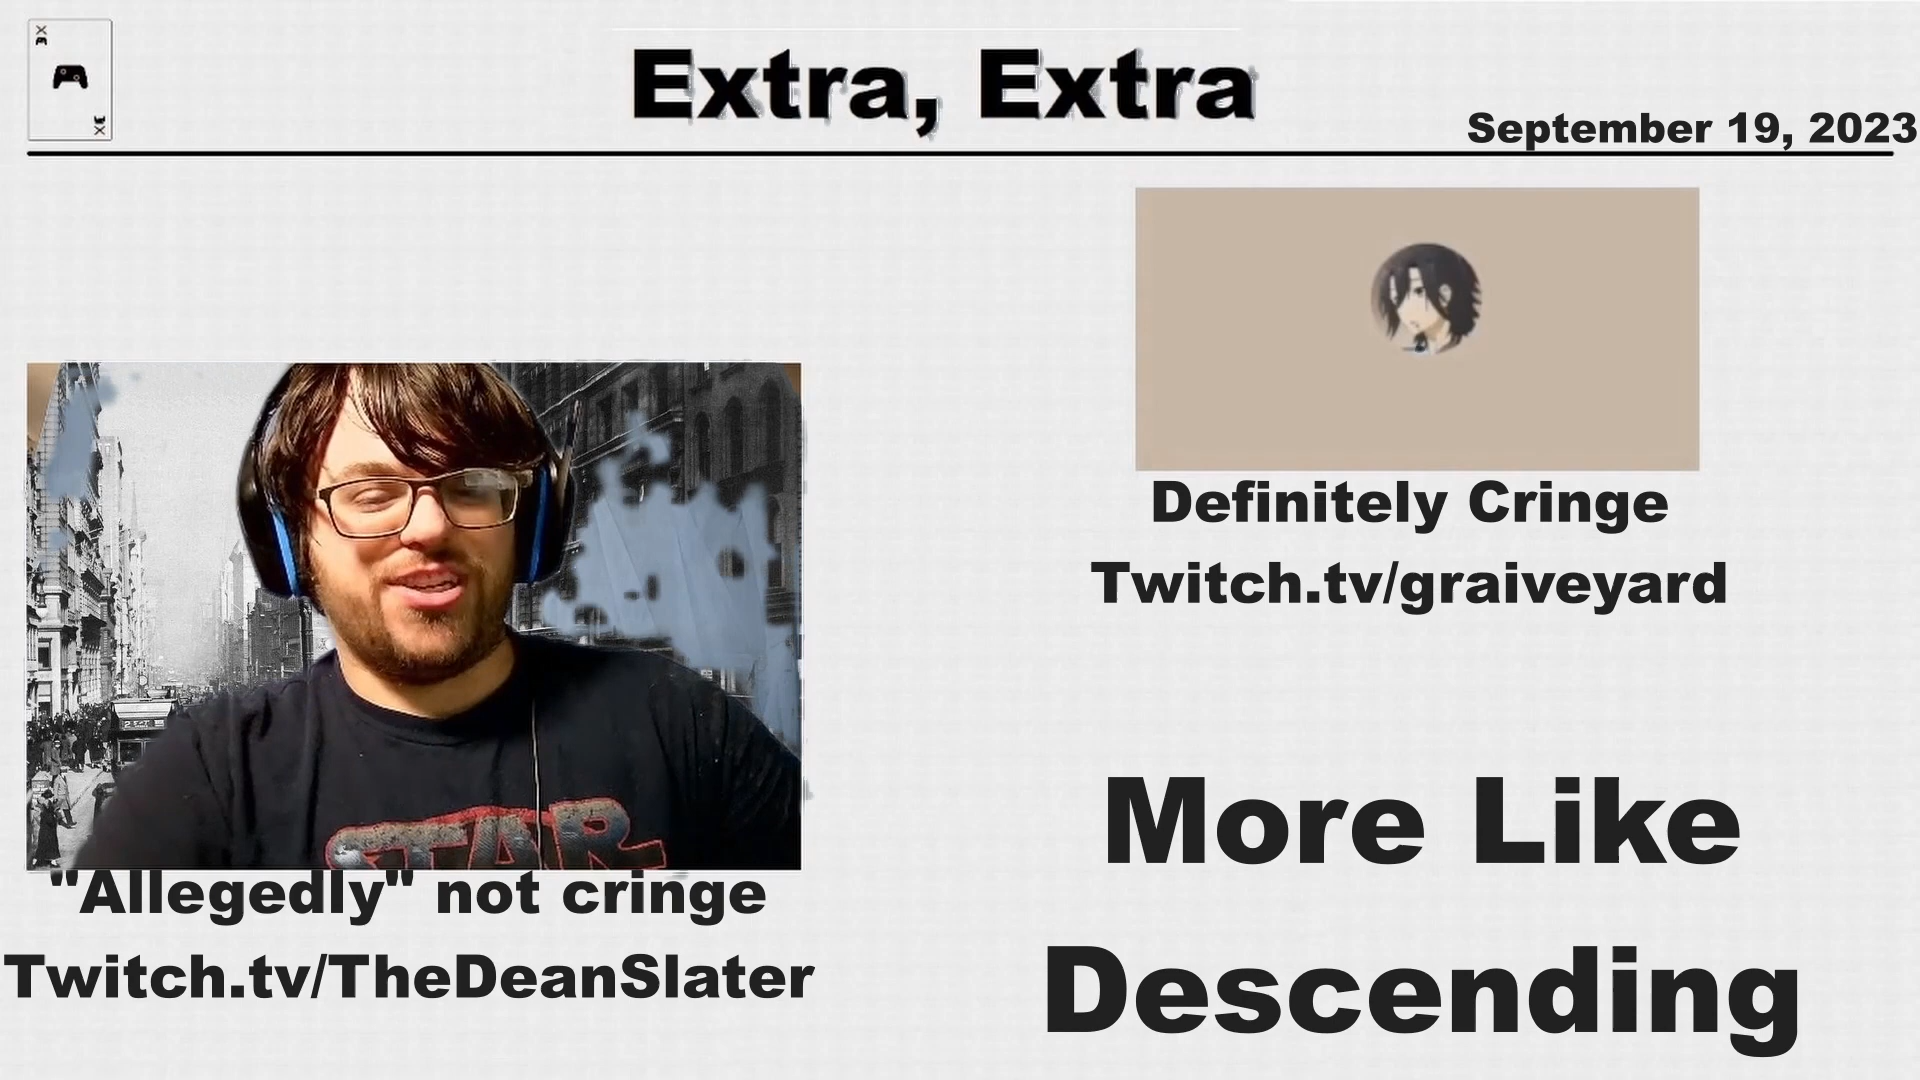 X
Extra, Extra
September 19, 2023
X
Definitely Cringe
Twitch.tv/graiveyard
STAR
"Allegedly" not cringe
Twitch.tv/TheDeanSlater
More Like
Descending